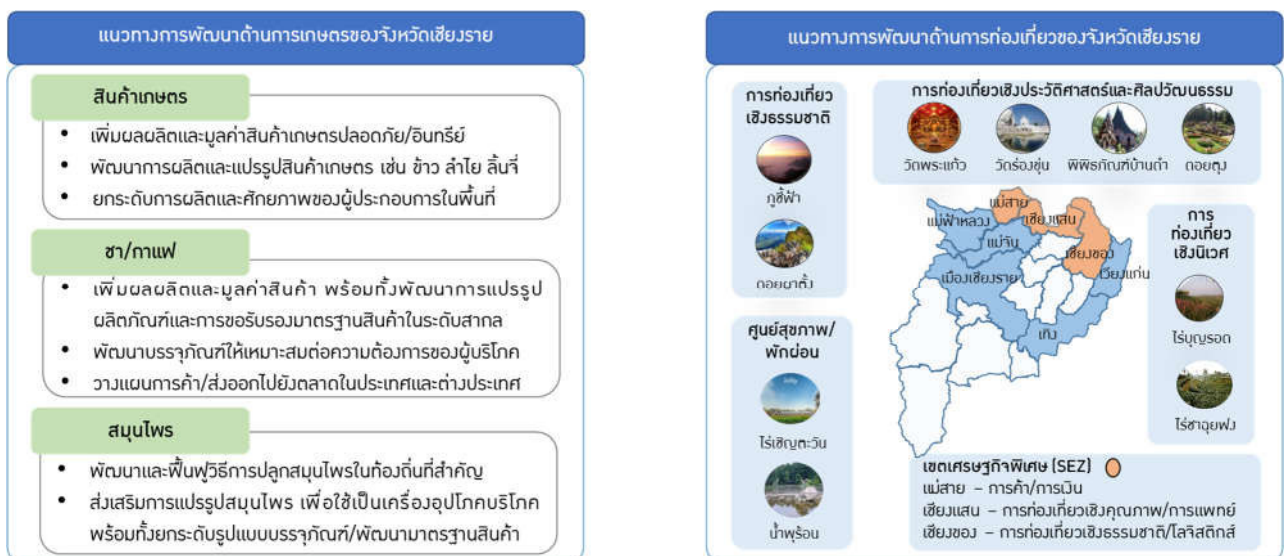 แนวทางการพัฒนาด้านการเกษตรของจังหวัดเชียงราย
สินค้าเกษตร
• เพิ่มผลผลิตและมูลค่าสินค้าเกษตรปลอดภัย/อินทรีย์
• พัฒนาการผลิตและแปรรูปสินค้าเกษตร เช่น ข้าว ลำไย ลิ้นจี่
• ยกระดับการผลิตและศักยภาพของผู้ประกอบการในพื้นที่
ชา/กาแฟ
• เพิ่มผลผลิตและมูลค่าสินค้า พร้อมทั้งพัฒนาการแปรรูป
ผลิตภัณฑ์และการขอรับรองมาตรฐานสินค้าในระดับสากล
• พัฒนาบรรจุภัณฑ์ให้เหมาะสมต่อความต้องการของผู้บริโภค
• วางแผนการค้า/ส่งออกไปยังตลาดในประเทศและต่างประเทศ
สมุนไพร
• พัฒนาและฟื้นฟูวิธีการปลูกสมุนไพรในท้องถิ่นที่สำคัญ
• ส่งเสริมการแปรรูปสมุนไพร เพื่อใช้เป็นเครื่องอุปโภคบริโภค
พร้อมทั้งยกระดับรูปแบบบรรจุภัณฑ์/พัฒนามาตรฐานสินค้า
แนวทางการพัฒนาด้านการท่องเที่ยวของจังหวัดเชียงราย
การท่องเที่ยว
เชิงธรรมชาติ
ภูชี้ฟ้า
ดอยผาตั้ง
การท่องเที่ยวเชิงประวัติศาสตร์และศิลปวัฒนธรรม
วัดพระแก้ว
วัดร่องขุ่น
พิพิธภัณฑ์บ้านดำ
ดอยตุง
แม่สาย
แม่ฟ้าหลวง
เชียงแสน
แม่จัน
เชียงของ
เวียงแก่น
เมืองเชียงราย
เทิง
การ
ท่องเที่ยว
เชิงนิเวศ
ไร่บุญรอด
ไร่ชาฉุยฟง
ศูนย์สุขภาพ/
พักผ่อน
ไร่เชิญตะวัน
น้ำพุร้อน
เขตเศรษฐกิจพิเศษ (SEZ)
แม่สาย – การค้า/การเงิน
เชียงแสน – การท่องเที่ยวเชิงคุณภาพ/การแพทย์
เชียงของ – การท่องเที่ยวเชิงธรรมชาติ/โลจิสติกส์